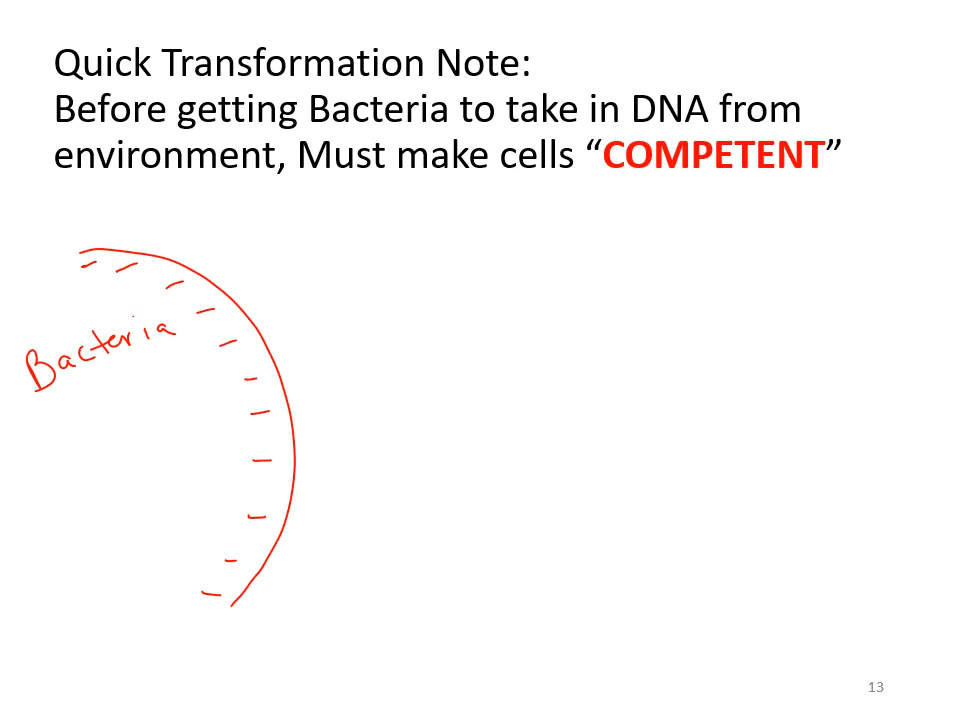 Quick Transformation Note:
Before getting Bacteria to take in DNA from
environment, Must make cells “COMPETENT”
Bacteria
13